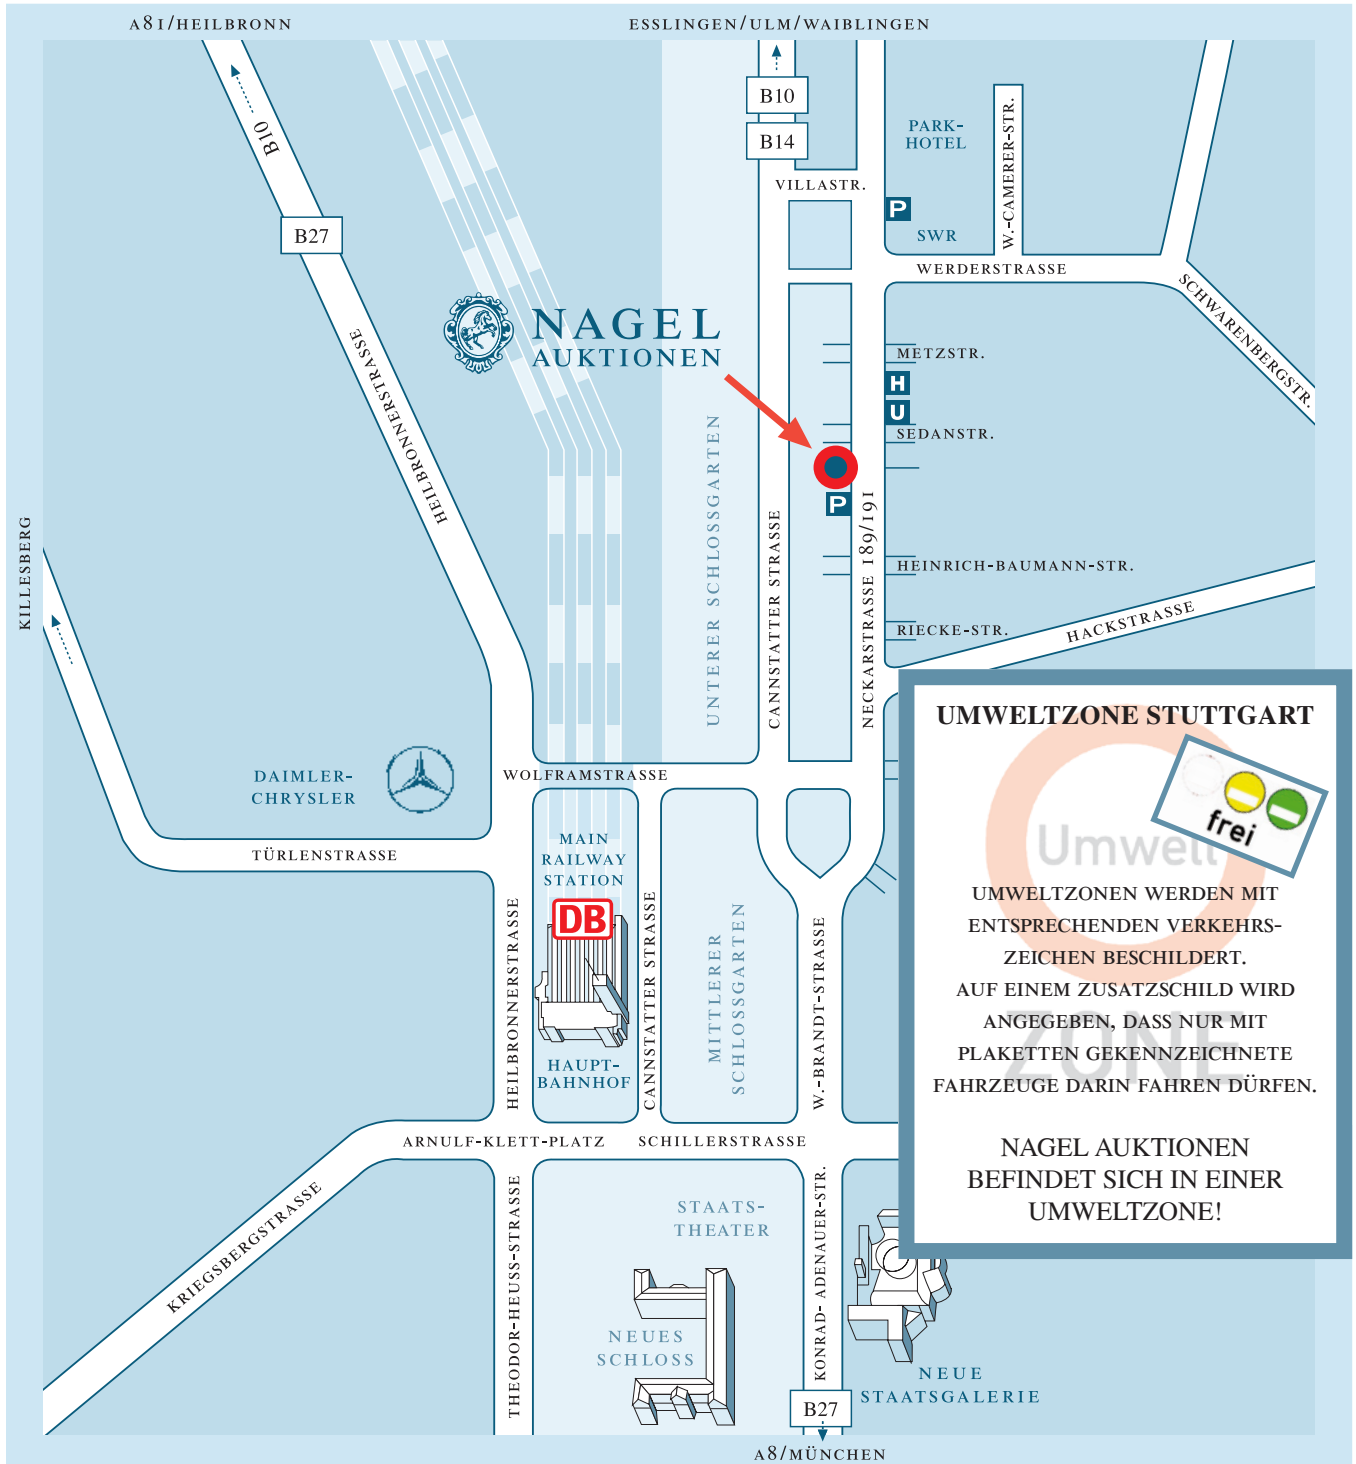 A81/HEILBRONN
ESSLINGEN/ULM/WAIBLINGEN
B10
B27
HEILBRONNERSTRASSE
B10
B14
VILLASTR.
PARK-
HOTEL
W.-CAMERER-STR.
P
SWR
WERDERSTRASSE
SCHWARENBERGSTR.
NAGEL
AUKTIONEN
METZSTR.
H
U
SEDANSTR.
P
UNTERER SCHLOSSGARTEN
CANNSTATTER STRASSE
NECKARSTRASSE 189/191
HEINRICH-BAUMANN-STR.
RIECKE-STR.
HACKSTRASSE
KILLESBERG
DAIMLER-
CHRYSLER
WOLFRAMSTRASSE
TÜRLENSTRASSE
MAIN
RAILWAY
STATION
DB
HAUPT-
BAHNHOF
HEILBRONNERSTRASSE
CANNSTATTER STRASSE
MITTLERER
SCHLOSSGARTEN
W.-BRANDT-STRASSE
ARNULF-KLETT-PLATZ
SCHILLERSTRASSE
KRIEGSBERGSTRASSE
THEODOR-HEUSS-STRASSE
STAATS-
THEATER
NEUES
SCHLOSS
KONRAD- ADENAUER-STR.
NEUE
STAATSGALERIE
B27
A8/MÜNCHEN
UMWELTZONE STUTTGART
frei
Umwelt
ZONE
UMWELTZONEN WERDEN MIT
ENTSPRECHENDEN VERKEHRS-
ZEICHEN BESCHILDERT.
AUF EINEM ZUSATZSCHILD WIRD
ANGEGEBEN, DASS NUR MIT
PLAKETTEN GEKENNZEICHNETE
FAHRZEUGE DARIN FAHREN DÜRFEN.
NAGEL AUKTIONEN
BEFINDET SICH IN EINER
UMWELTZONE!